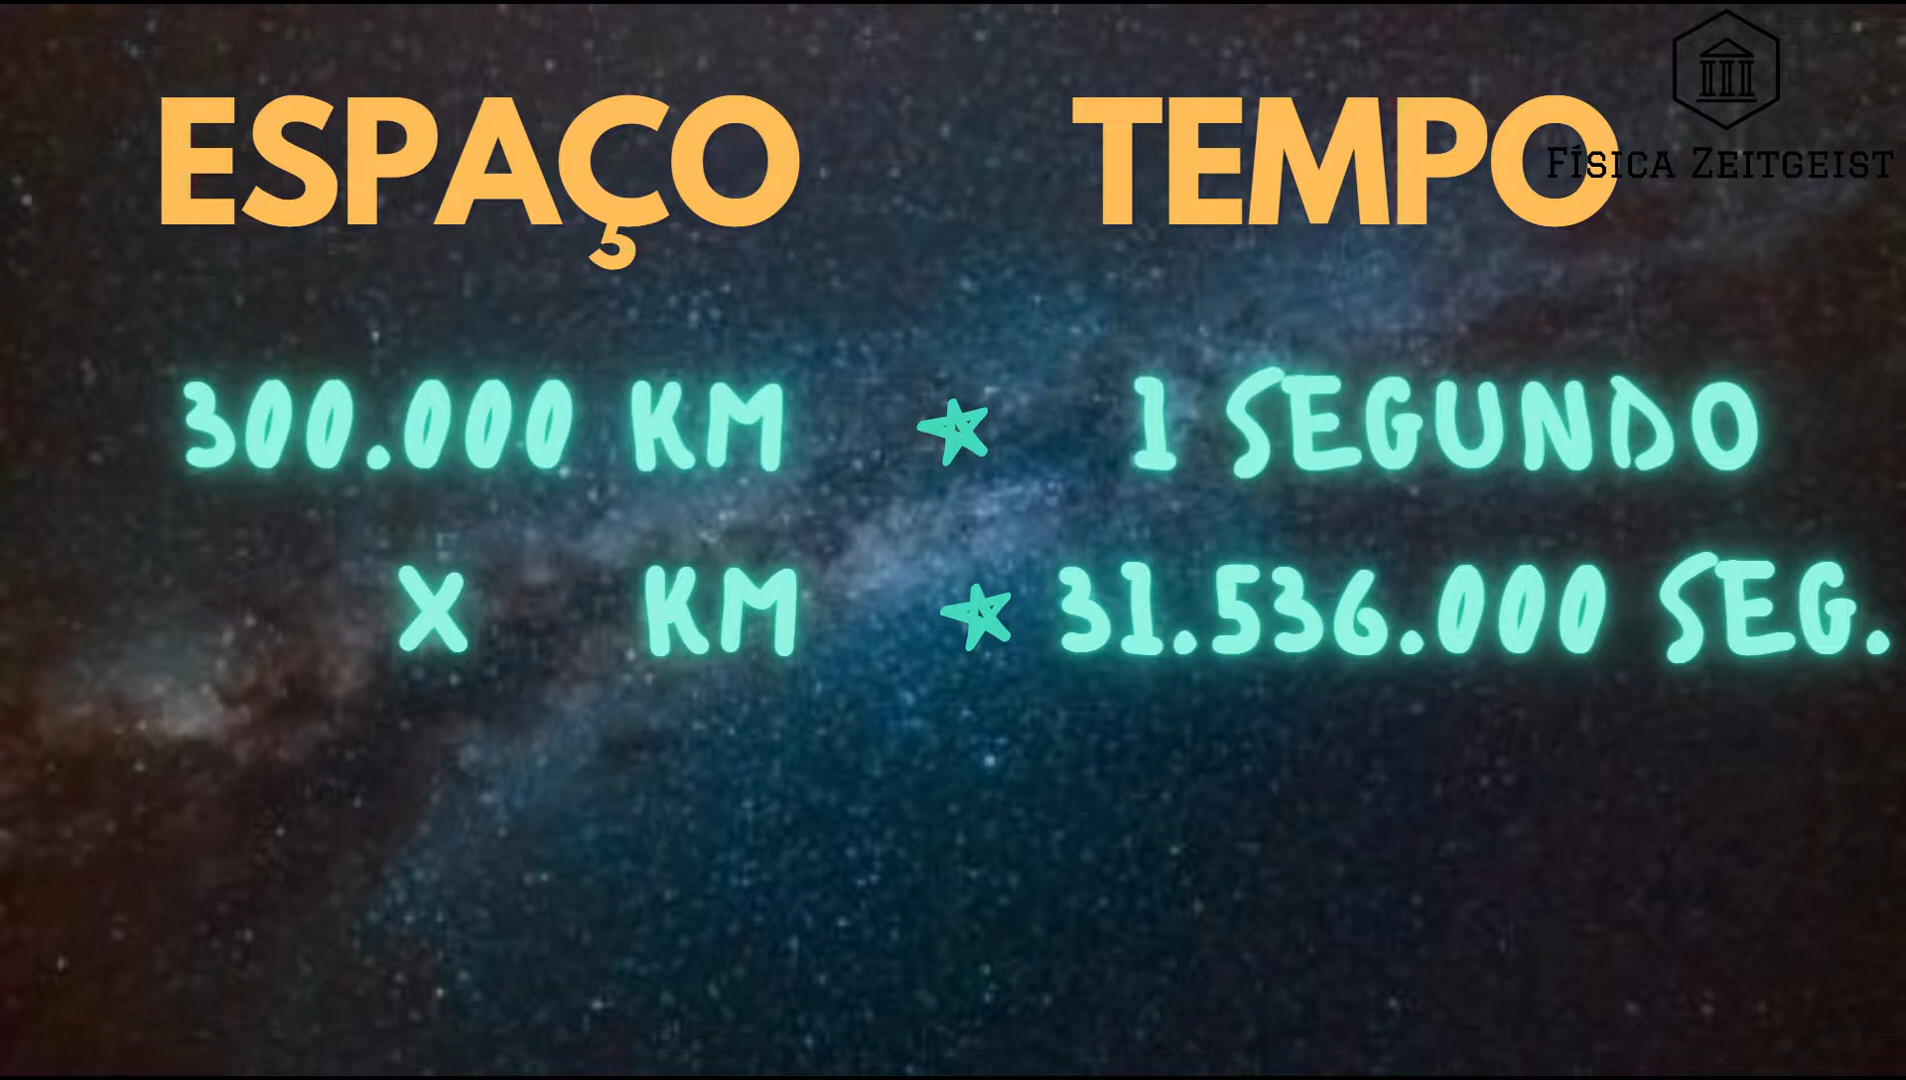 ESPAÇO TEMPO
FÍSICA ZEITGEIST
300.000 KM 1 SEGUNDO
X KM 31.536.000 SEG.